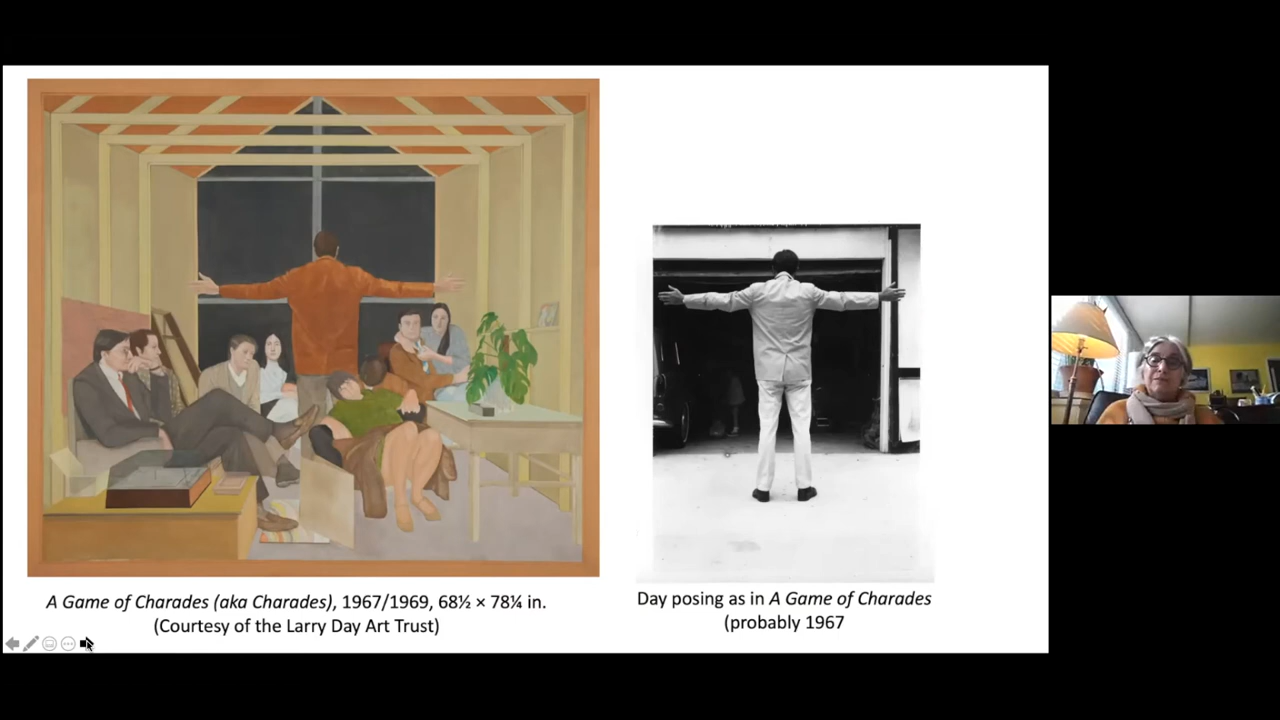 A Game of Charades (aka Charades), 1967/1969, 68½ × 78¼ in.
(Courtesy of the Larry Day Art Trust)
Day posing as in A Game of Charades
(probably 1967